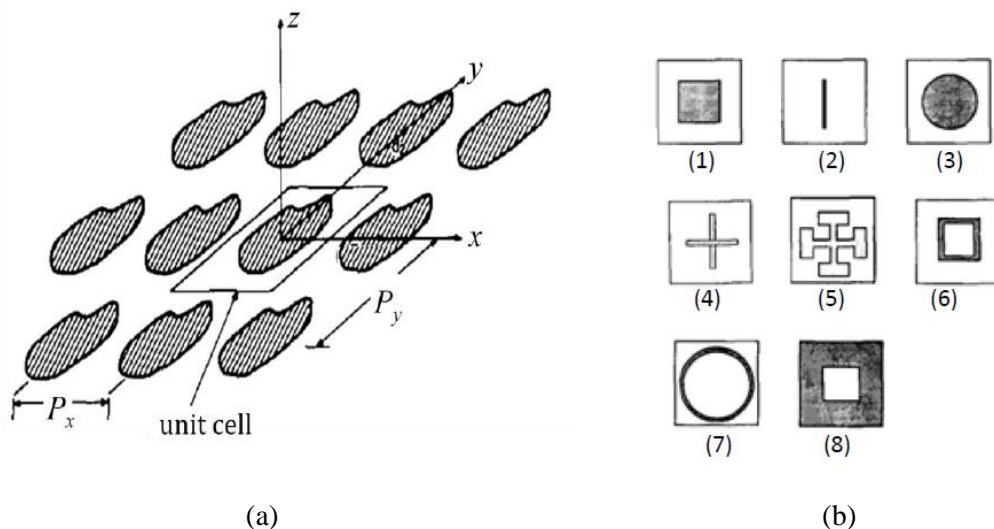 z
y
x
P_y
P_x
unit cell
(1) (2) (3)
(4) (5) (6)
(7) (8)
(a) (b)